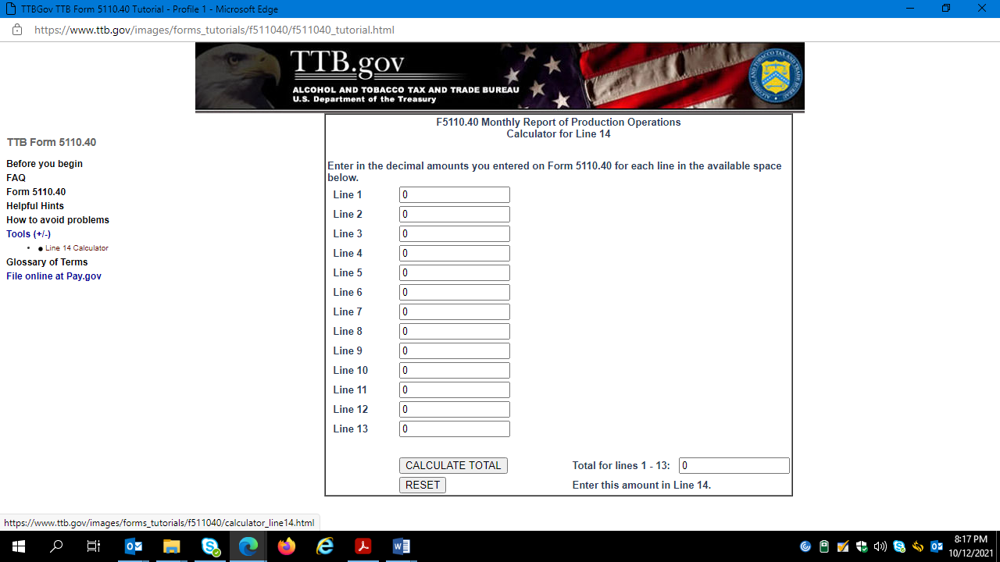 TTBGov TTB Form 5110.40 Tutorial - Profile 1 - Microsoft Edge
https://www.ttb.gov/images/forms_tutorials/f511040/f511040_tutorial.html
TTB.gov
ALCOHOL AND TOBACCO TAX AND TRADE BUREAU
U.S. Department of the Treasury
TTB Form 5110.40
Before you begin
FAQ
Form 5110.40
Helpful Hints
How to avoid problems
Tools (+/-)
• ● Line 14 Calculator
Glossary of Terms
File online at Pay.gov
F5110.40 Monthly Report of Production Operations
Calculator for Line 14
Enter in the decimal amounts you entered on Form 5110.40 for each line in the available space
below.
Line 1 0
Line 2 0
Line 3 0
Line 4 0
Line 5 0
Line 6 0
Line 7 0
Line 8 0
Line 9 0
Line 10 0
Line 11 0
Line 12 0
Line 13 0
CALCULATE TOTAL Total for lines 1 - 13: 0
RESET Enter this amount in Line 14.
https://www.ttb.gov/images/forms_tutorials/f511040/calculator_line14.html
8:17 PM
10/12/2021